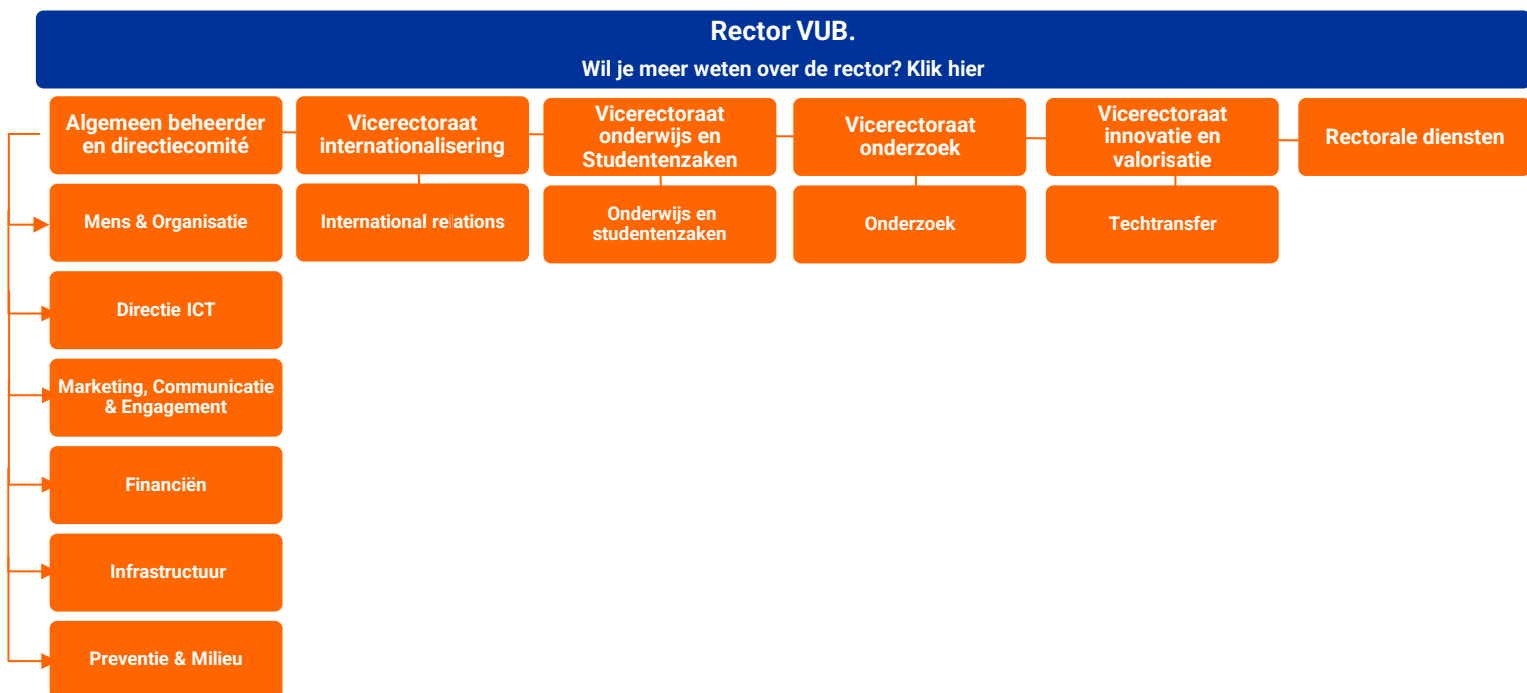 Rector VUB.
Wil je meer weten over de rector? Klik hier
Algemeen beheerder
en directiecomité
Vicerectoraat
internationalisering
Vicerectoraat
onderwijs en
Studentenzaken
Vicerectoraat
onderzoek
Vicerectoraat
innovatie en
valorisatie
Rectorale diensten
Mens & Organisatie
International relations
Onderwijs en
studentenzaken
Onderzoek
Techtransfer
Directie ICT
Marketing, Communicatie
& Engagement
Financiën
Infrastructuur
Preventie & Milieu